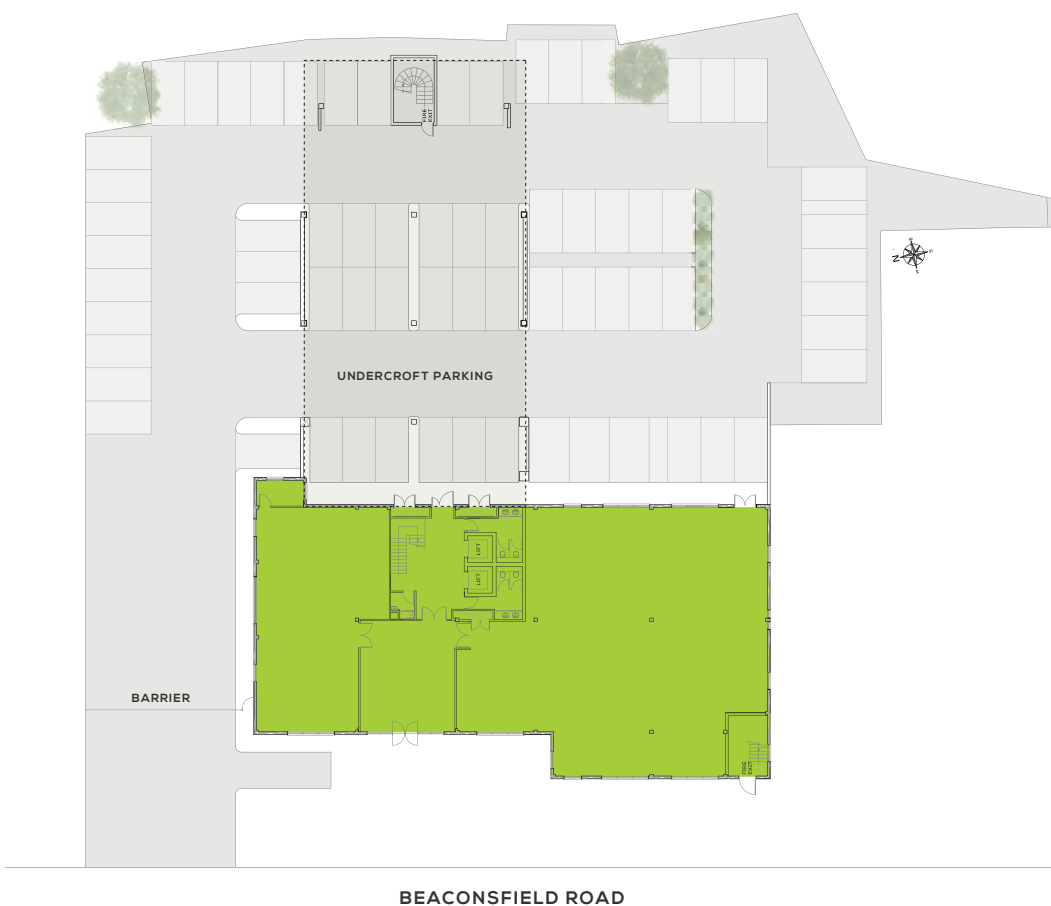 FIRE
EXIT
N
S
UNDERCROFT PARKING
LIFT
LIFT
BARRIER
FIRE
EXIT
BEACONSFIELD ROAD